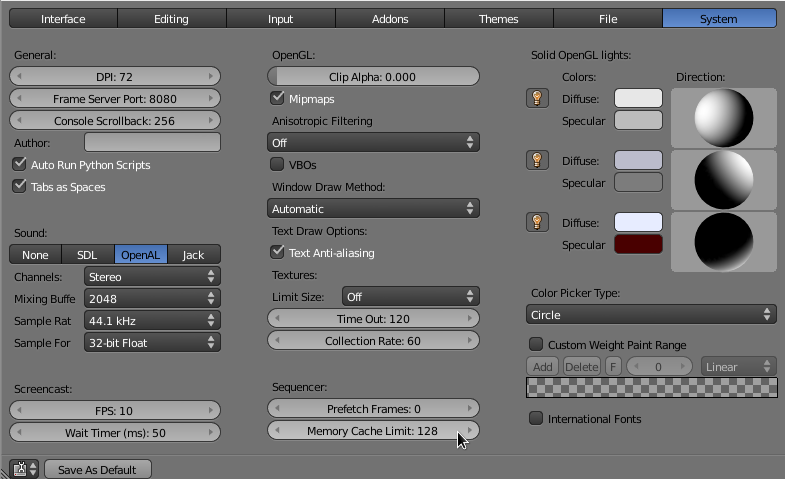 Interface Editing Input Addons Themes File System
General:
DPI: 72
Frame Server Port: 8080
Console Scrollback: 256
Author:
Auto Run Python Scripts
Tabs as Spaces
Sound:
None SDL OpenAL Jack
Channels: Stereo
Mixing Buffe 2048
Sample Rat 44.1 kHz
Sample For 32-bit Float
Screencast:
FPS: 10
Wait Timer (ms): 50
OpenGL:
Clip Alpha: 0.000
Mipmaps
Anisotropic Filtering
Off
VBOs
Window Draw Method:
Automatic
Text Draw Options:
Text Anti-aliasing
Textures:
Limit Size: Off
Time Out: 120
Collection Rate: 60
Sequencer:
Prefetch Frames: 0
Memory Cache Limit: 128
Solid OpenGL lights:
Colors: Direction:
Diffuse:
Specular
Diffuse:
Specular
Diffuse:
Specular
Color Picker Type:
Circle
Custom Weight Paint Range
Add Delete F 0 Linear
International Fonts
Save As Default